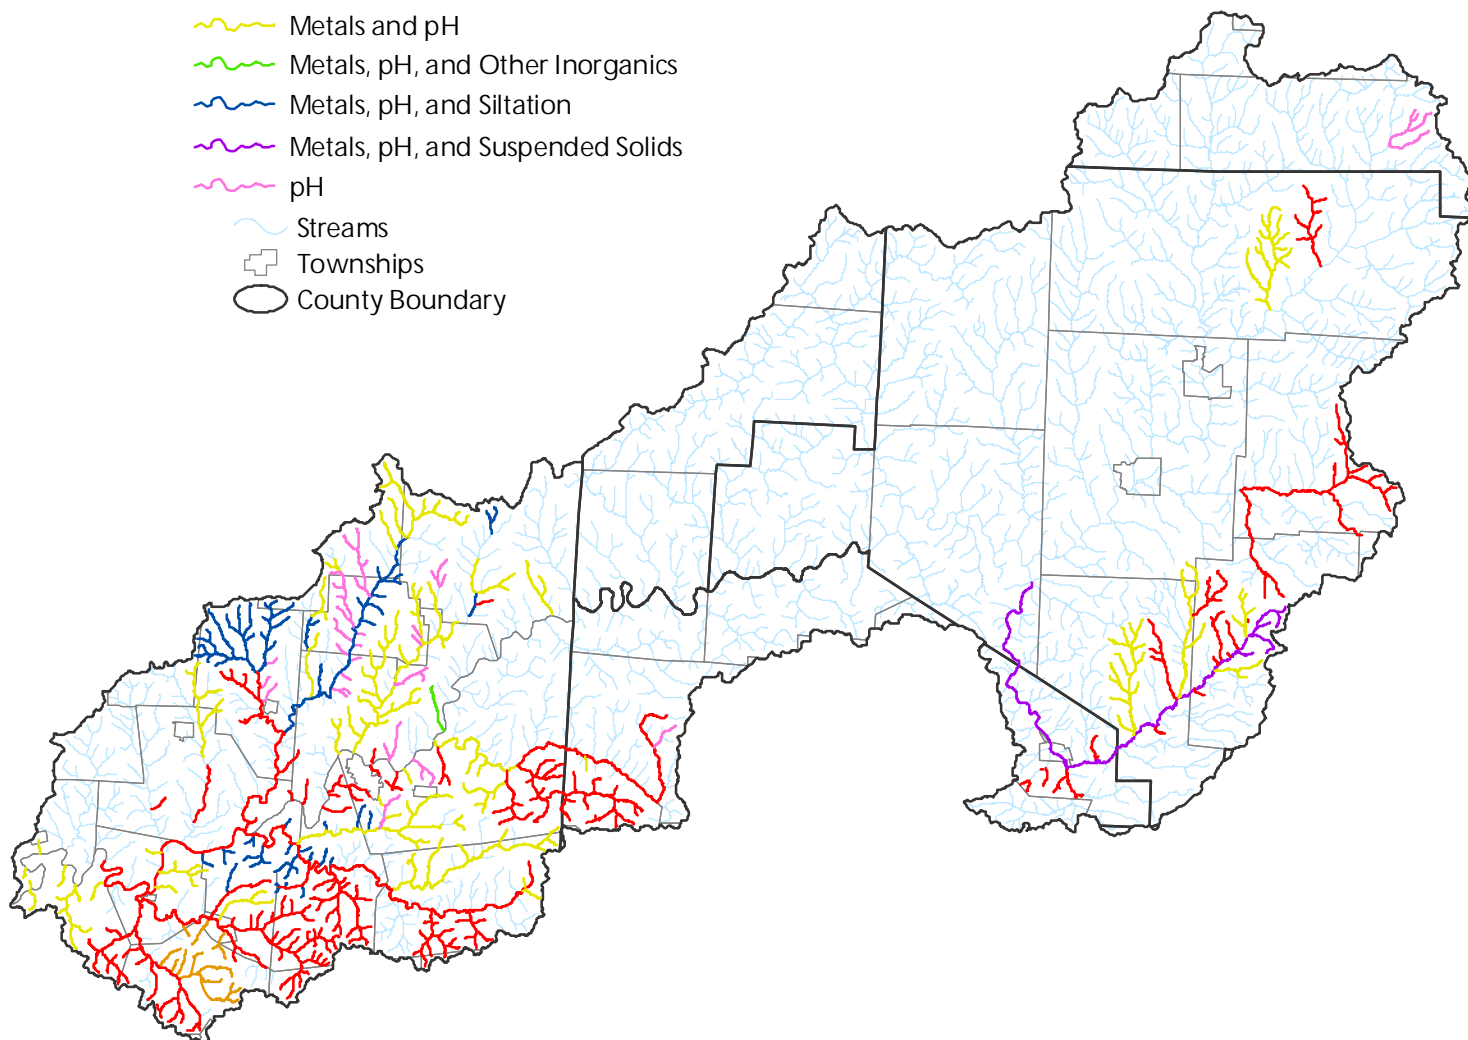 Metals and pH
Metals, pH, and Other Inorganics
Metals, pH, and Siltation
Metals, pH, and Suspended Solids
pH
Streams
Townships
County Boundary